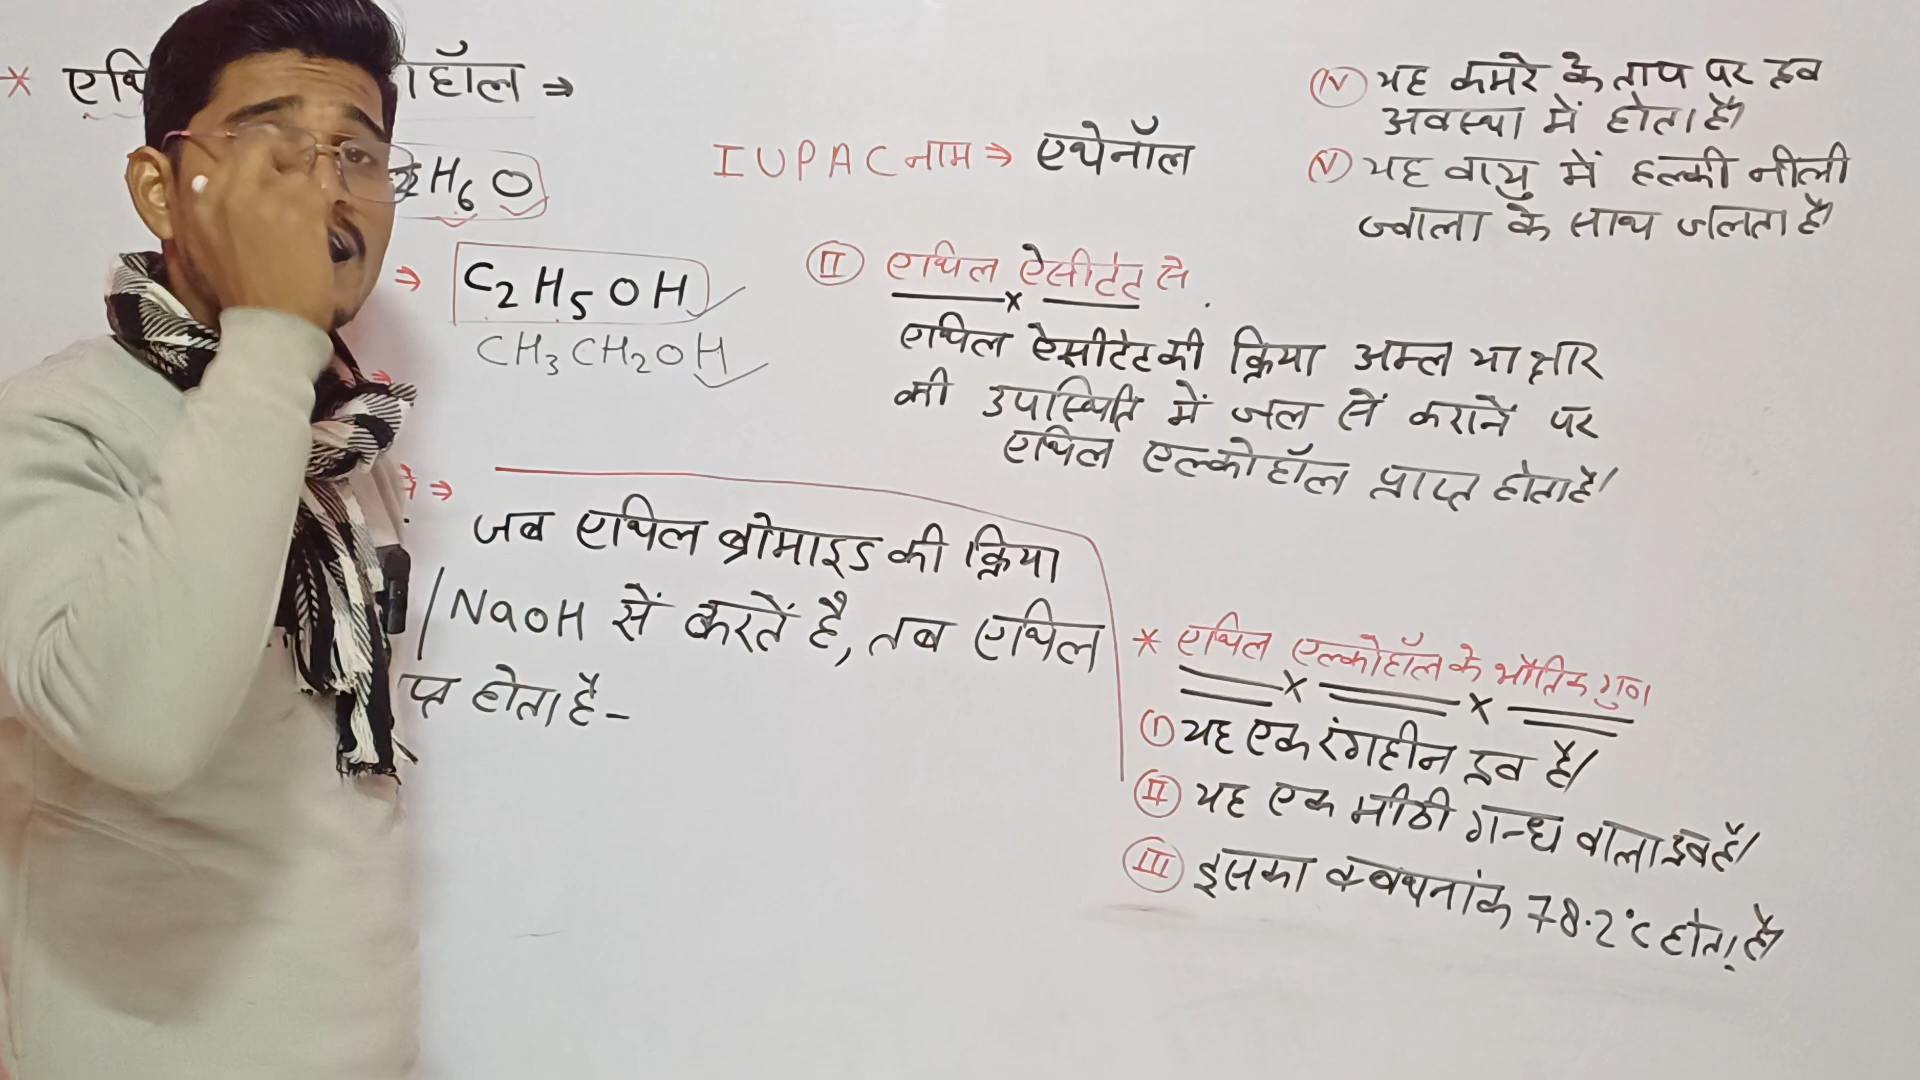 * एथि ाहॉल ⇒
2H6O
⇒ C2H5OH
CH3CH2OH
⇒
⇒
जब एथिल ब्रोमाइड की क्रिया
/NaOH सें करतें है, तब एथिल
प्त होता है-
IUPAC नाम ⇒ एथेनॉल
(II) एथिल ऐसीटेट से.
एथिल ऐसीटेट की क्रिया अम्ल या क्षार
की उपस्थिति में जल सें करानें पर
एथिल एल्कोहॉल प्राप्त होता है।
* एथिल एल्कोहॉल के भौतिक गुण
(I) यह एक रंगहीन द्रव है।
(II) यह एक मीठी गन्ध वाला द्रव है।
(III) इसका क्वथनांक 78.2°C होता है।
(IV) यह कमरे के ताप पर द्रव
अवस्था में होता है।
(V) यह वायु में हल्की नीली
ज्वाला के साथ जलता है।